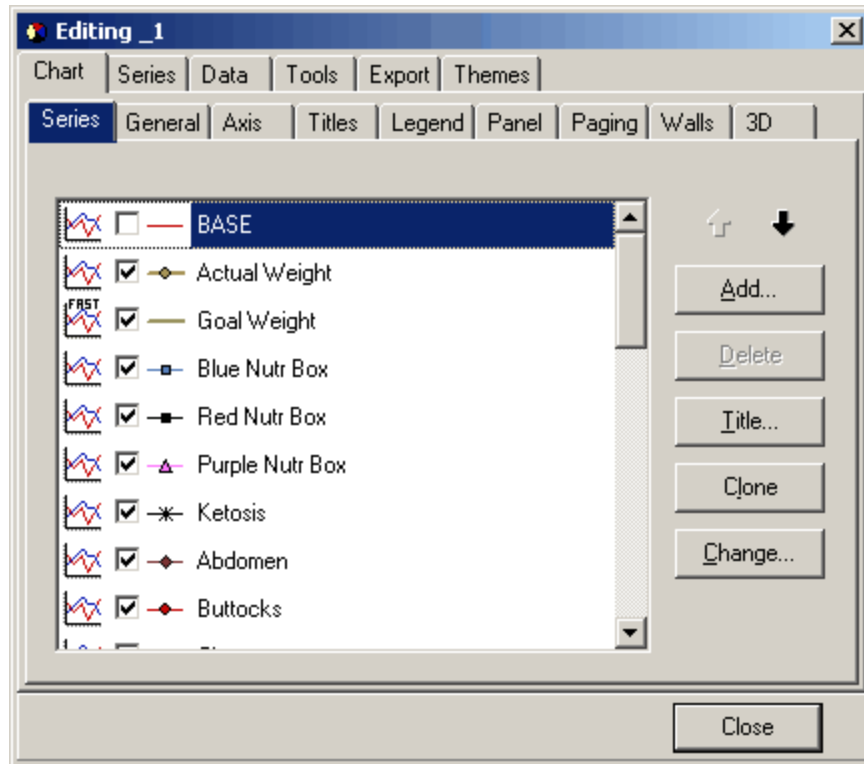 Editing _1
Chart Series Data Tools Export Themes
Series General Axis Titles Legend Panel Paging Walls 3D
BASE
Actual Weight
FAST
Goal Weight
Blue Nutr Box
Red Nutr Box
Purple Nutr Box
Ketosis
Abdomen
Buttocks
Add...
Delete
Title...
Clone
Change...
Close